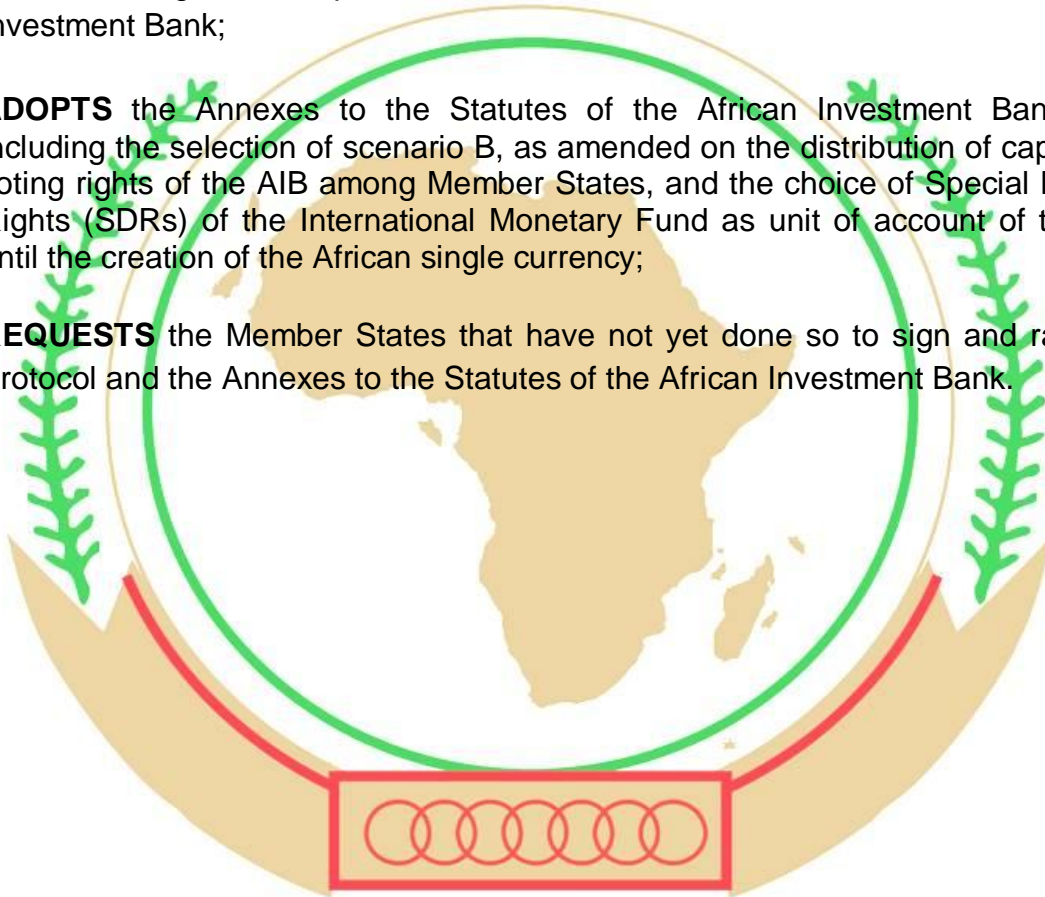 nvestment Bank;
DOPTS the Annexes to the Statutes of the African Investment Ban
ncluding the selection of scenario B, as amended on the distribution of cap
oting rights of the AIB among Member States, and the choice of Special
ights (SDRs) of the International Monetary Fund as unit of account of t
ntil the creation of the African single currency;
EQUESTS the Member States that have not yet done so to sign and ra
rotocol and the Annexes to the Statutes of the African Investment Bank.